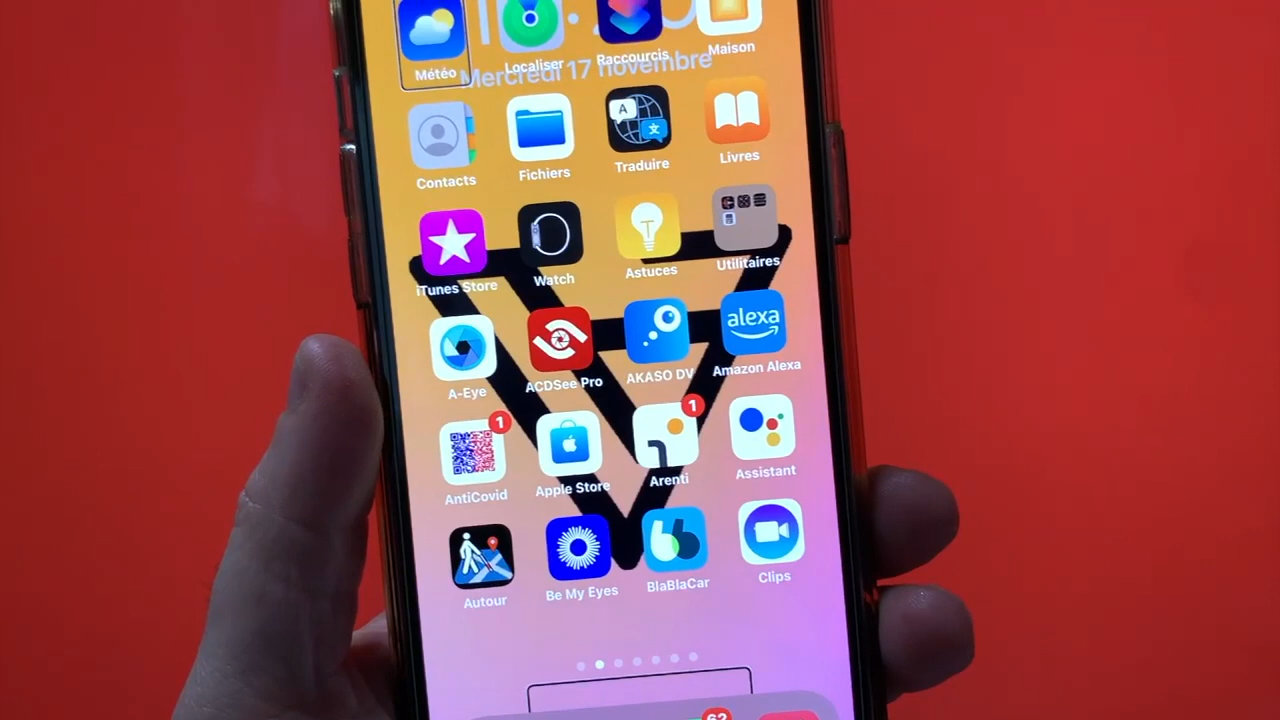 Météo Localiser Raccourcis Maison
Mercredi 17 novembre
Contacts Fichiers Traduire Livres
iTunes Store Watch Astuces Utilitaires
alexa
A-Eye ACDSee Pro AKASO DV Amazon Alexa
1 1
AntiCovid Apple Store Arenti Assistant
Autour Be My Eyes BlaBlaCar Clips
62